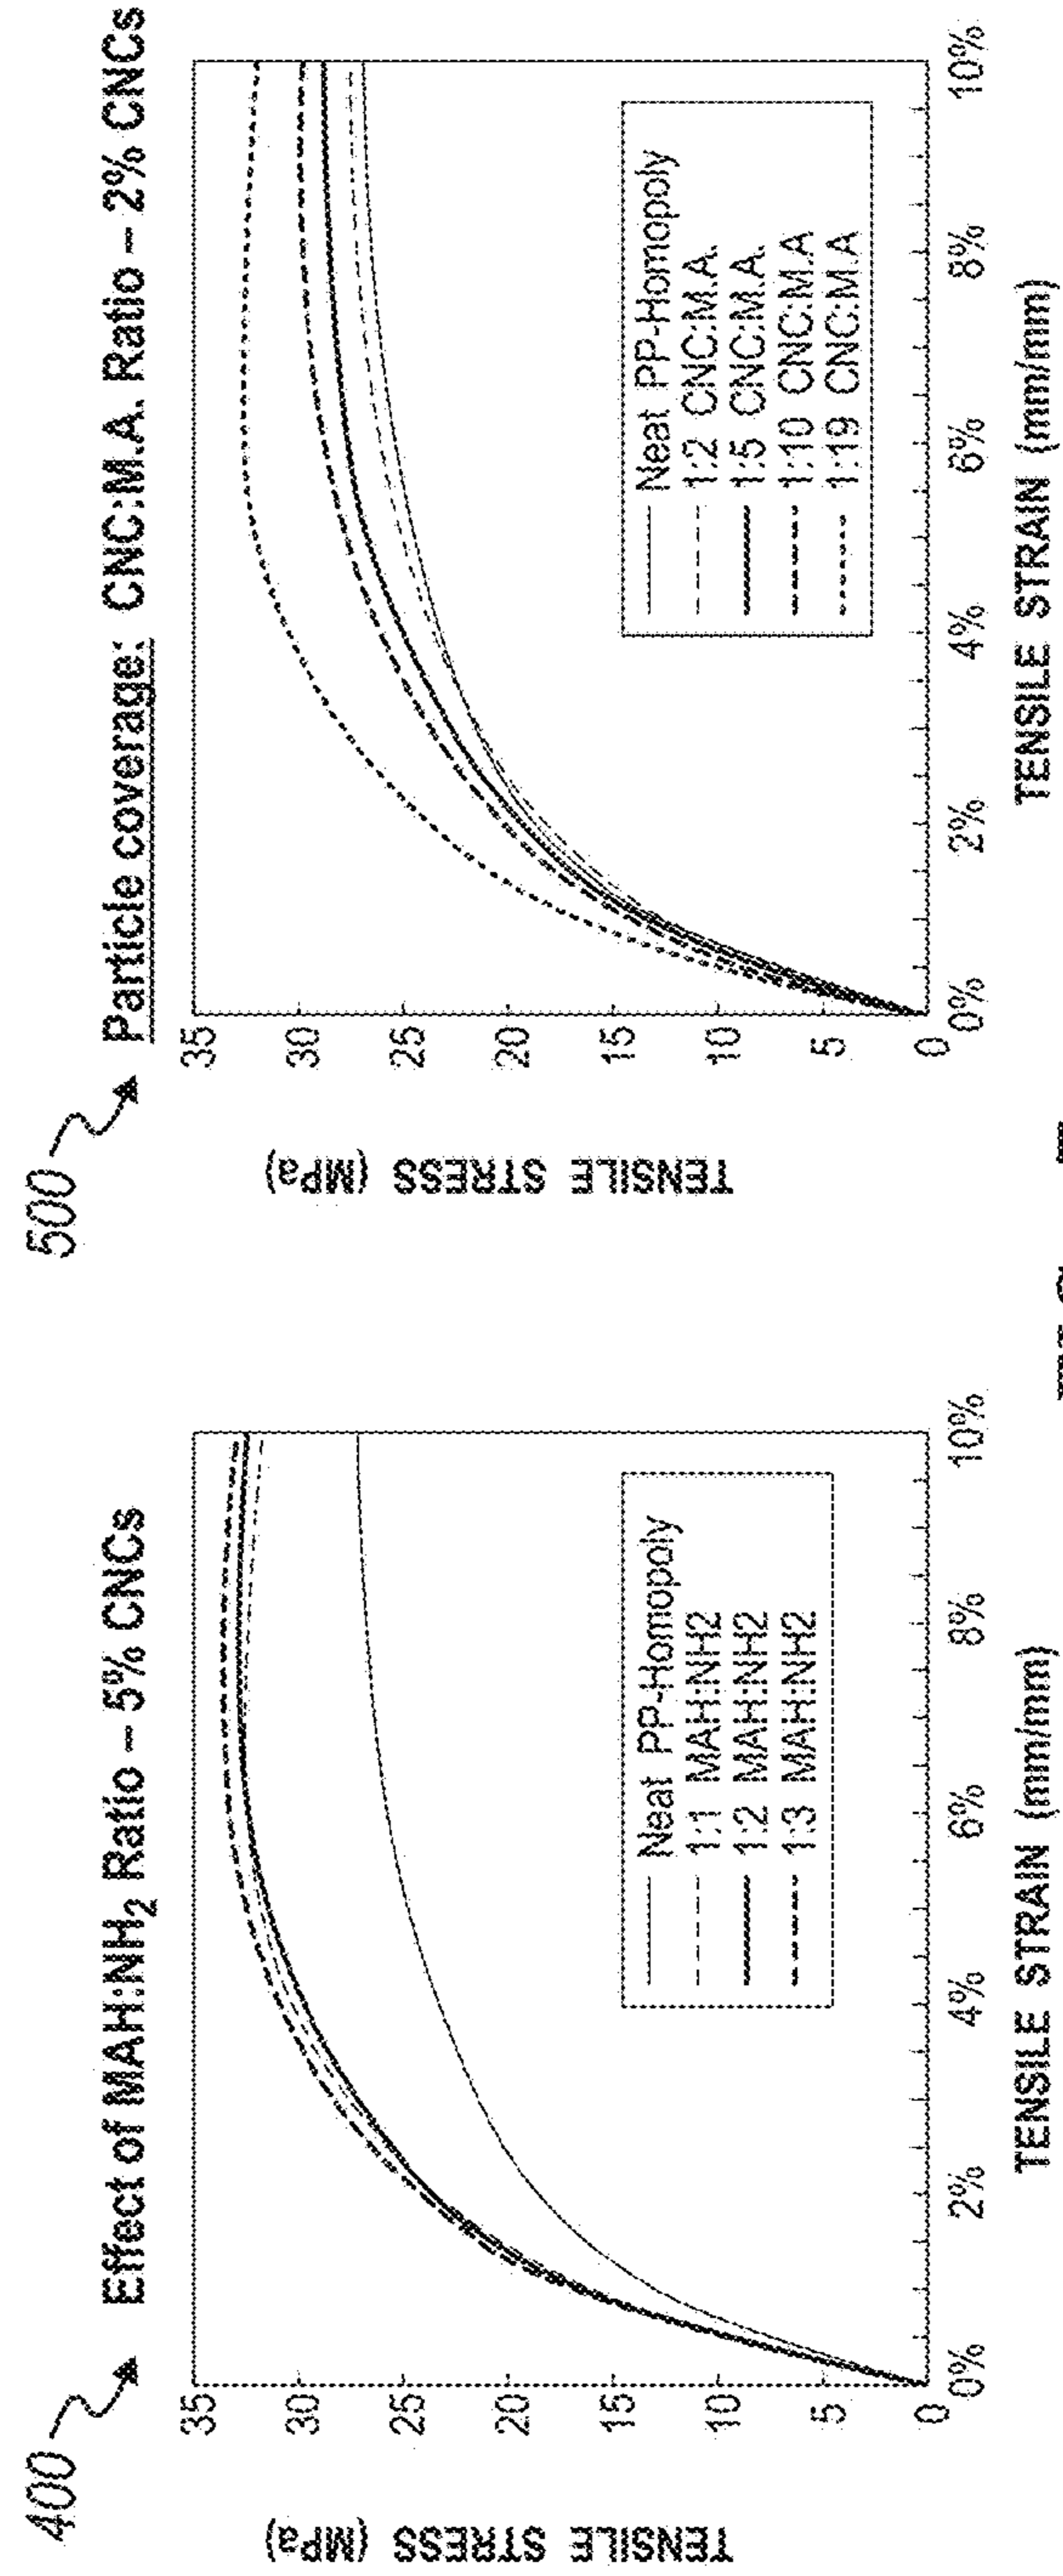 400
Effect of MAH:NH2 Ratio – 5% CNCs
TENSILE STRESS (MPa)
35
30
25
20
15
10
5
0
0%
2%
4%
6%
8%
10%
TENSILE STRAIN (mm/mm)
Neat PP-Homopoly
1:1 MAH:NH2
1:2 MAH:NH2
1:3 MAH:NH2
500
Particle coverage: CNC:M.A. Ratio – 2% CNCs
TENSILE STRESS (MPa)
35
30
25
20
15
10
5
0
0%
2%
4%
6%
8%
10%
TENSILE STRAIN (mm/mm)
Neat PP-Homopoly
1:2 CNC:M.A.
1:5 CNC:M.A.
1:10 CNC:M.A
1:19 CNC:M.A